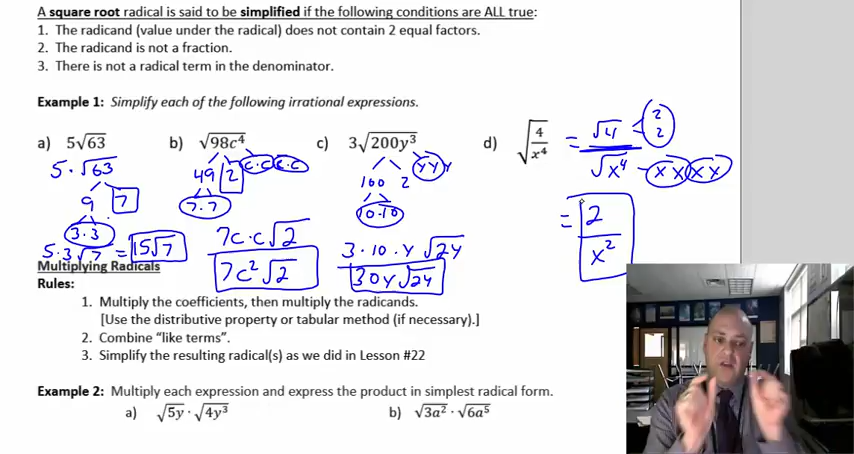 A square root radical is said to be simplified if the following conditions are ALL true:
1. The radicand (value under the radical) does not contain 2 equal factors.
2. The radicand is not a fraction.
3. There is not a radical term in the denominator.
Example 1: Simplify each of the following irrational expressions.
a) 5√63 b) √98c⁴ c) 3√200y³ d) √(4/x⁴) = √4/√x⁴
2
2
xx xx
5·√63
9 7
3·3
5·3√7 = 15√7
49 2 c·c c·c
7·7
7c·c√2
7c²√2
100 2 yyy
10·10
3·10·y√2y
30y√2y
= 2/x²
Multiplying Radicals
Rules:
1. Multiply the coefficients, then multiply the radicands.
[Use the distributive property or tabular method (if necessary).]
2. Combine “like terms”.
3. Simplify the resulting radical(s) as we did in Lesson #22
Example 2: Multiply each expression and express the product in simplest radical form.
a) √5y · √4y³ b) √3a² · √6a⁵